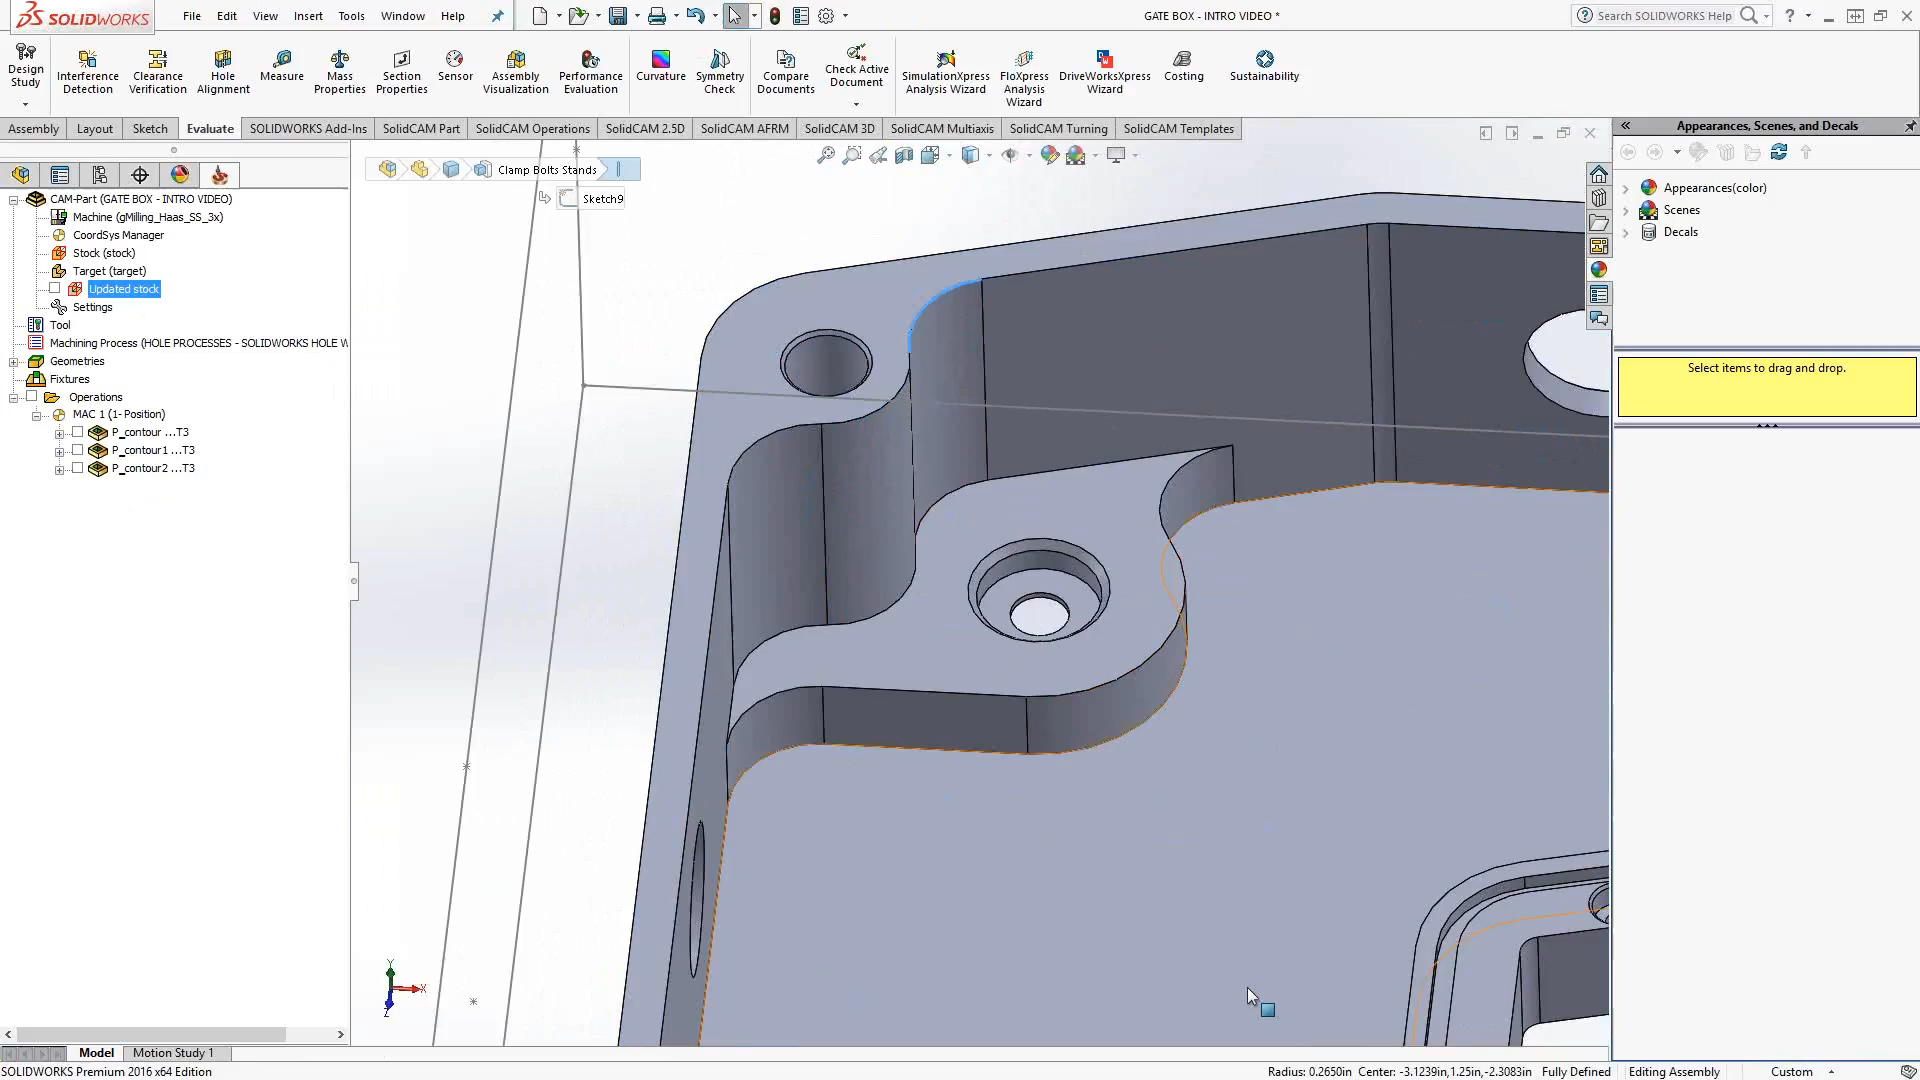 SOLIDWORKS File Edit View Insert Tools Window Help GATE BOX - INTRO VIDEO * Search SOLIDWORKS Help ?
Design Study
Interference Detection
Clearance Verification
Hole Alignment
Measure
Mass Properties
Section Properties
Sensor
Assembly Visualization
Performance Evaluation
Curvature
Symmetry Check
Compare Documents
Check Active Document
SimulationXpress Analysis Wizard
FloXpress Analysis Wizard
DriveWorksXpress Wizard
Costing
Sustainability
Assembly Layout Sketch Evaluate SOLIDWORKS Add-Ins SolidCAM Part SolidCAM Operations SolidCAM 2.5D SolidCAM AFRM SolidCAM 3D SolidCAM Multiaxis SolidCAM Turning SolidCAM Templates
CAM-Part (GATE BOX - INTRO VIDEO)
Machine (gMilling_Haas_SS_3x)
CoordSys Manager
Stock (stock)
Target (target)
Updated stock
Settings
Tool
Machining Process (HOLE PROCESSES - SOLIDWORKS HOLE W
Geometries
Fixtures
Operations
MAC 1 (1- Position)
P_contour ...T3
P_contour1 ...T3
P_contour2 ...T3
Clamp Bolts Stands
Sketch9
Y
X
Z
Appearances, Scenes, and Decals
Appearances(color)
Scenes
Decals
Select items to drag and drop.
Model Motion Study 1
SOLIDWORKS Premium 2016 x64 Edition Radius: 0.2650in Center: -3.1239in,1.25in,-2.3083in Fully Defined Editing Assembly Custom